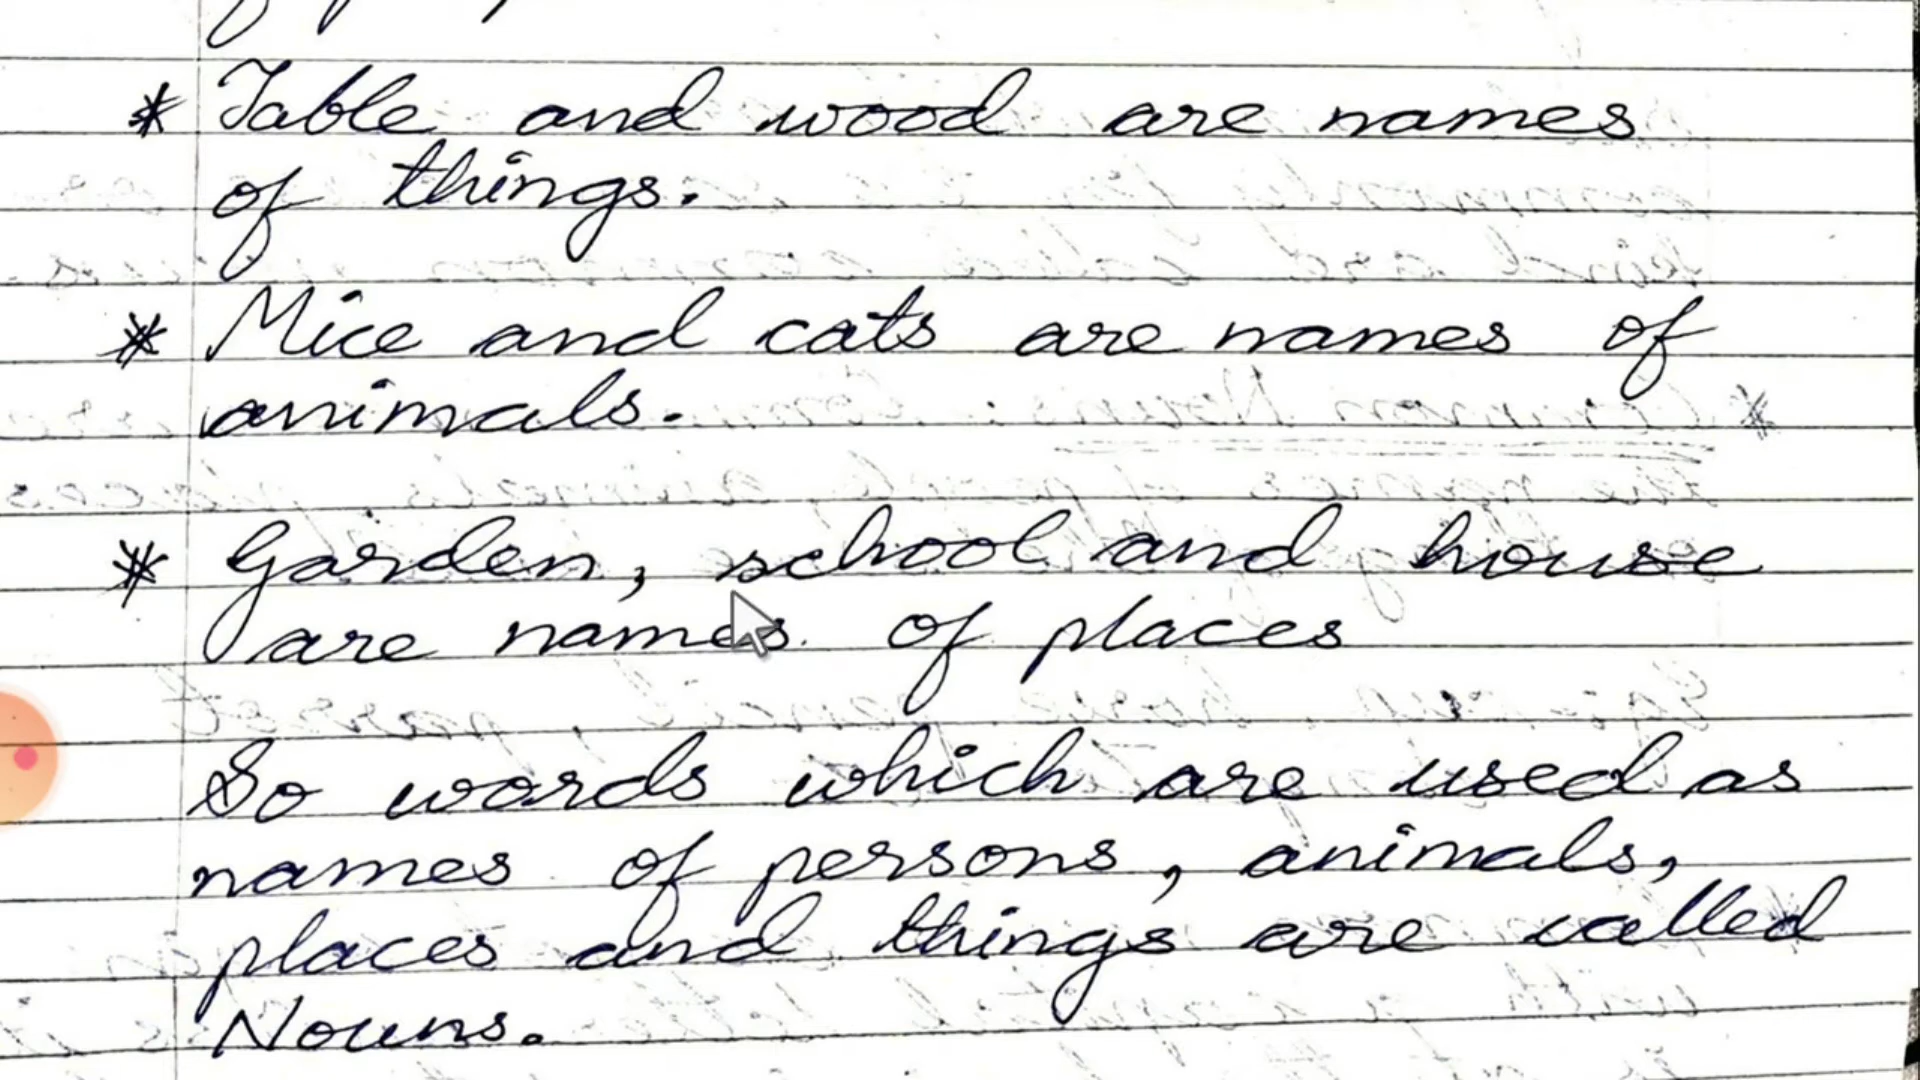 * Table and wood are names
of things.
* Mice and cats are names of
animals.
* Garden, school and house
are names of places
So words which are used as
names of persons, animals,
places and things are called
Nouns.